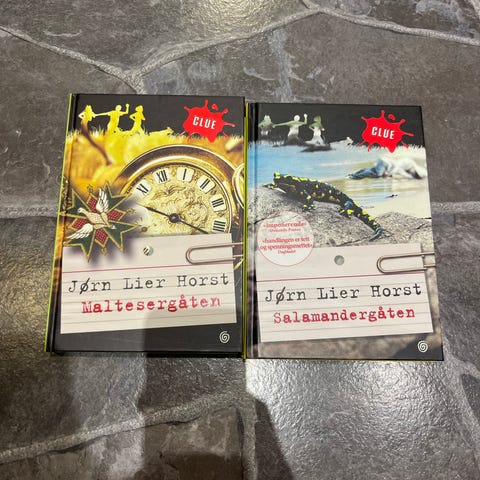 CLUE
Jørn Lier Horst
Maltesergåten
CLUE
«imponerende»
«handlingen er tett
og spenningsmettet»
Dagbladet
Jørn Lier Horst
Salamandergåten